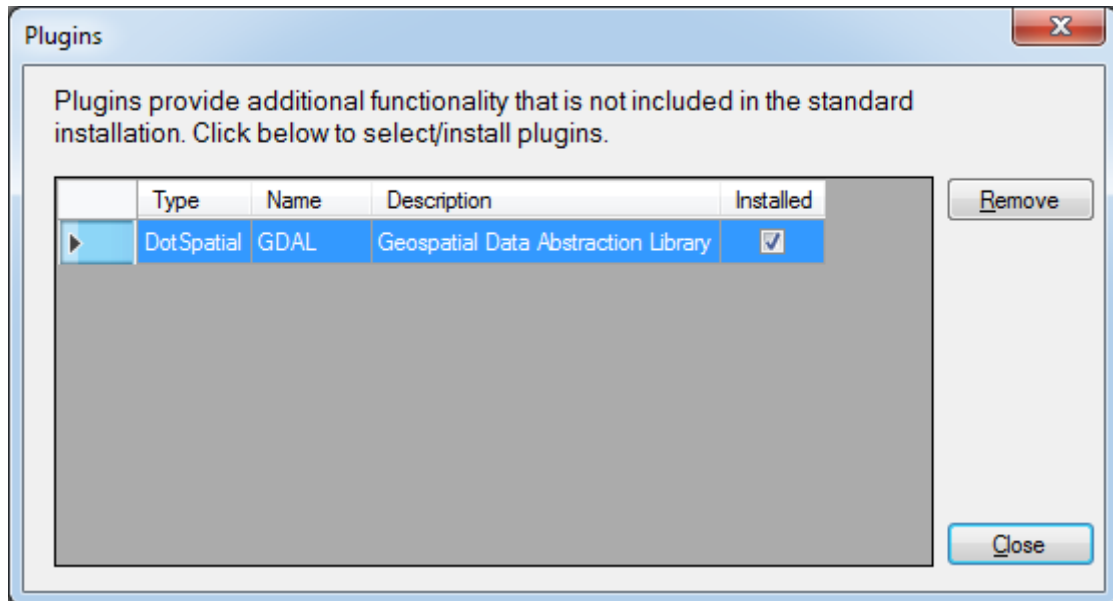 Plugins
Plugins provide additional functionality that is not included in the standard
installation. Click below to select/install plugins.
Type Name Description Installed
DotSpatial GDAL Geospatial Data Abstraction Library
Remove
Close